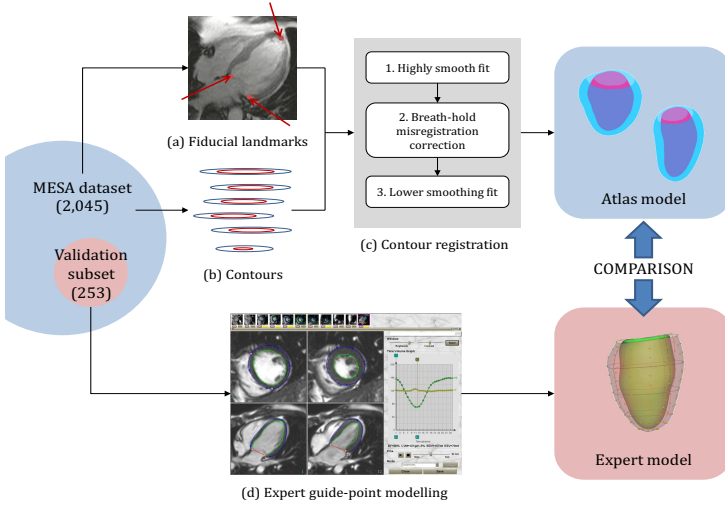 MESA dataset
(2,045)
Validation
subset
(253)
(a) Fiducial landmarks
(b) Contours
1. Highly smooth fit
2. Breath-hold
misregistration
correction
3. Lower smoothing fit
(c) Contour registration
Atlas model
COMPARISON
Expert model
(d) Expert guide-point modelling